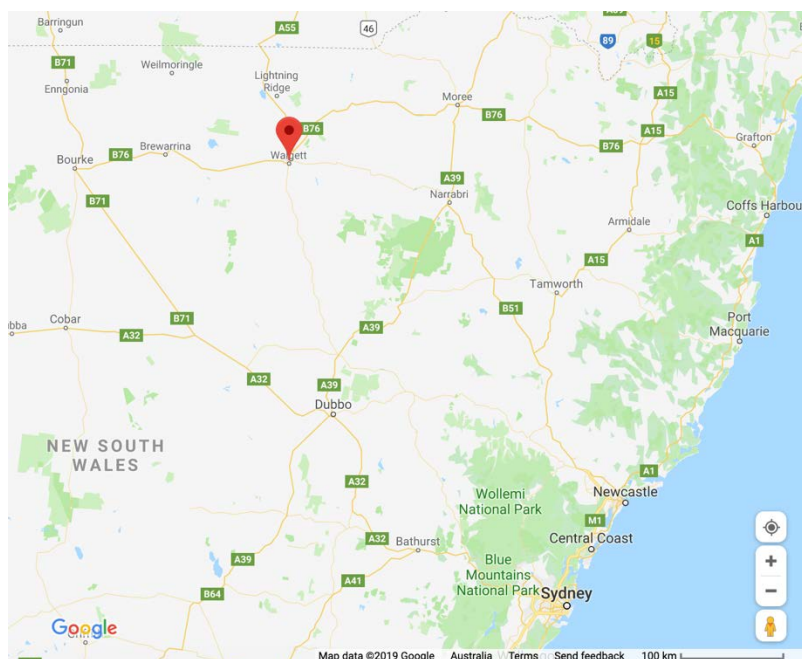 Barringun
A55
46
A39
89
15
B71
Weilmoringle
Enngonia
Lightning
Ridge
Moree
A15
B76
B76
A15
Bourke
B76
Brewarrina
Walgett
B76
Grafton
A39
B71
Narrabri
Coffs Harbou
Armidale
A1
A15
Tamworth
B51
Cobar
A32
B71
A39
Port
Macquarie
A32
A39
Dubbo
NEW SOUTH
WALES
A1
A32
Wollemi
National Park
Newcastle
M1
A32
Bathurst
Central Coast
A39
A41
Blue
Mountains
National Park
B64
Sydney
Google
Map data ©2019 Google Australia Terms Send feedback 100 km